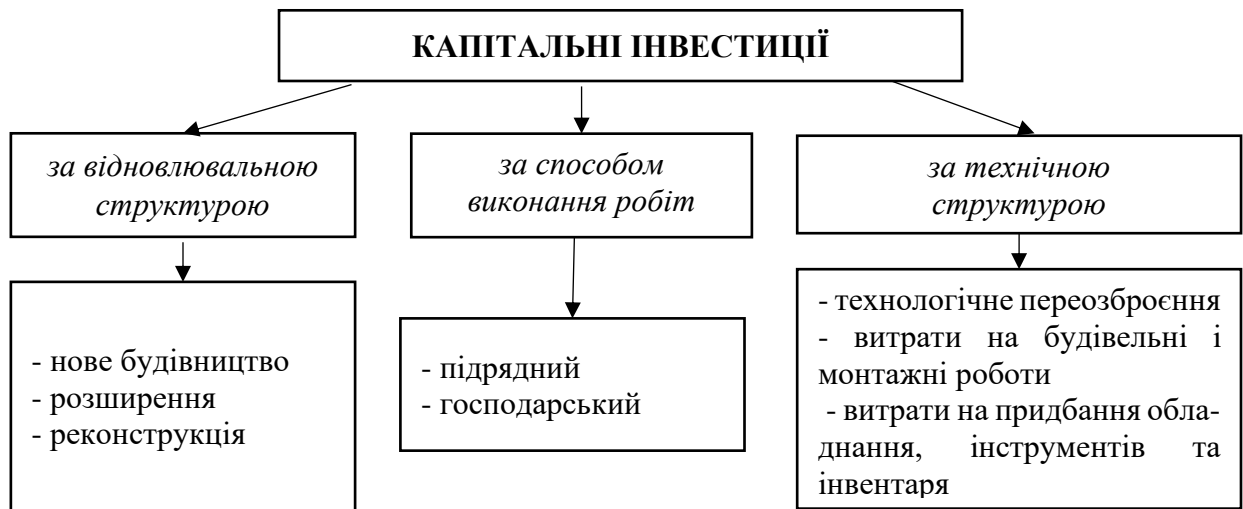 КАПІТАЛЬНІ ІНВЕСТИЦІЇ
за відновлювальною
структурою
за способом
виконання робіт
за технічною
структурою
- нове будівництво
- розширення
- реконструкція
- підрядний
- господарський
- технологічне переозброєння
- витрати на будівельні і
монтажні роботи
- витрати на придбання обла-
днання, інструментів та
інвентаря